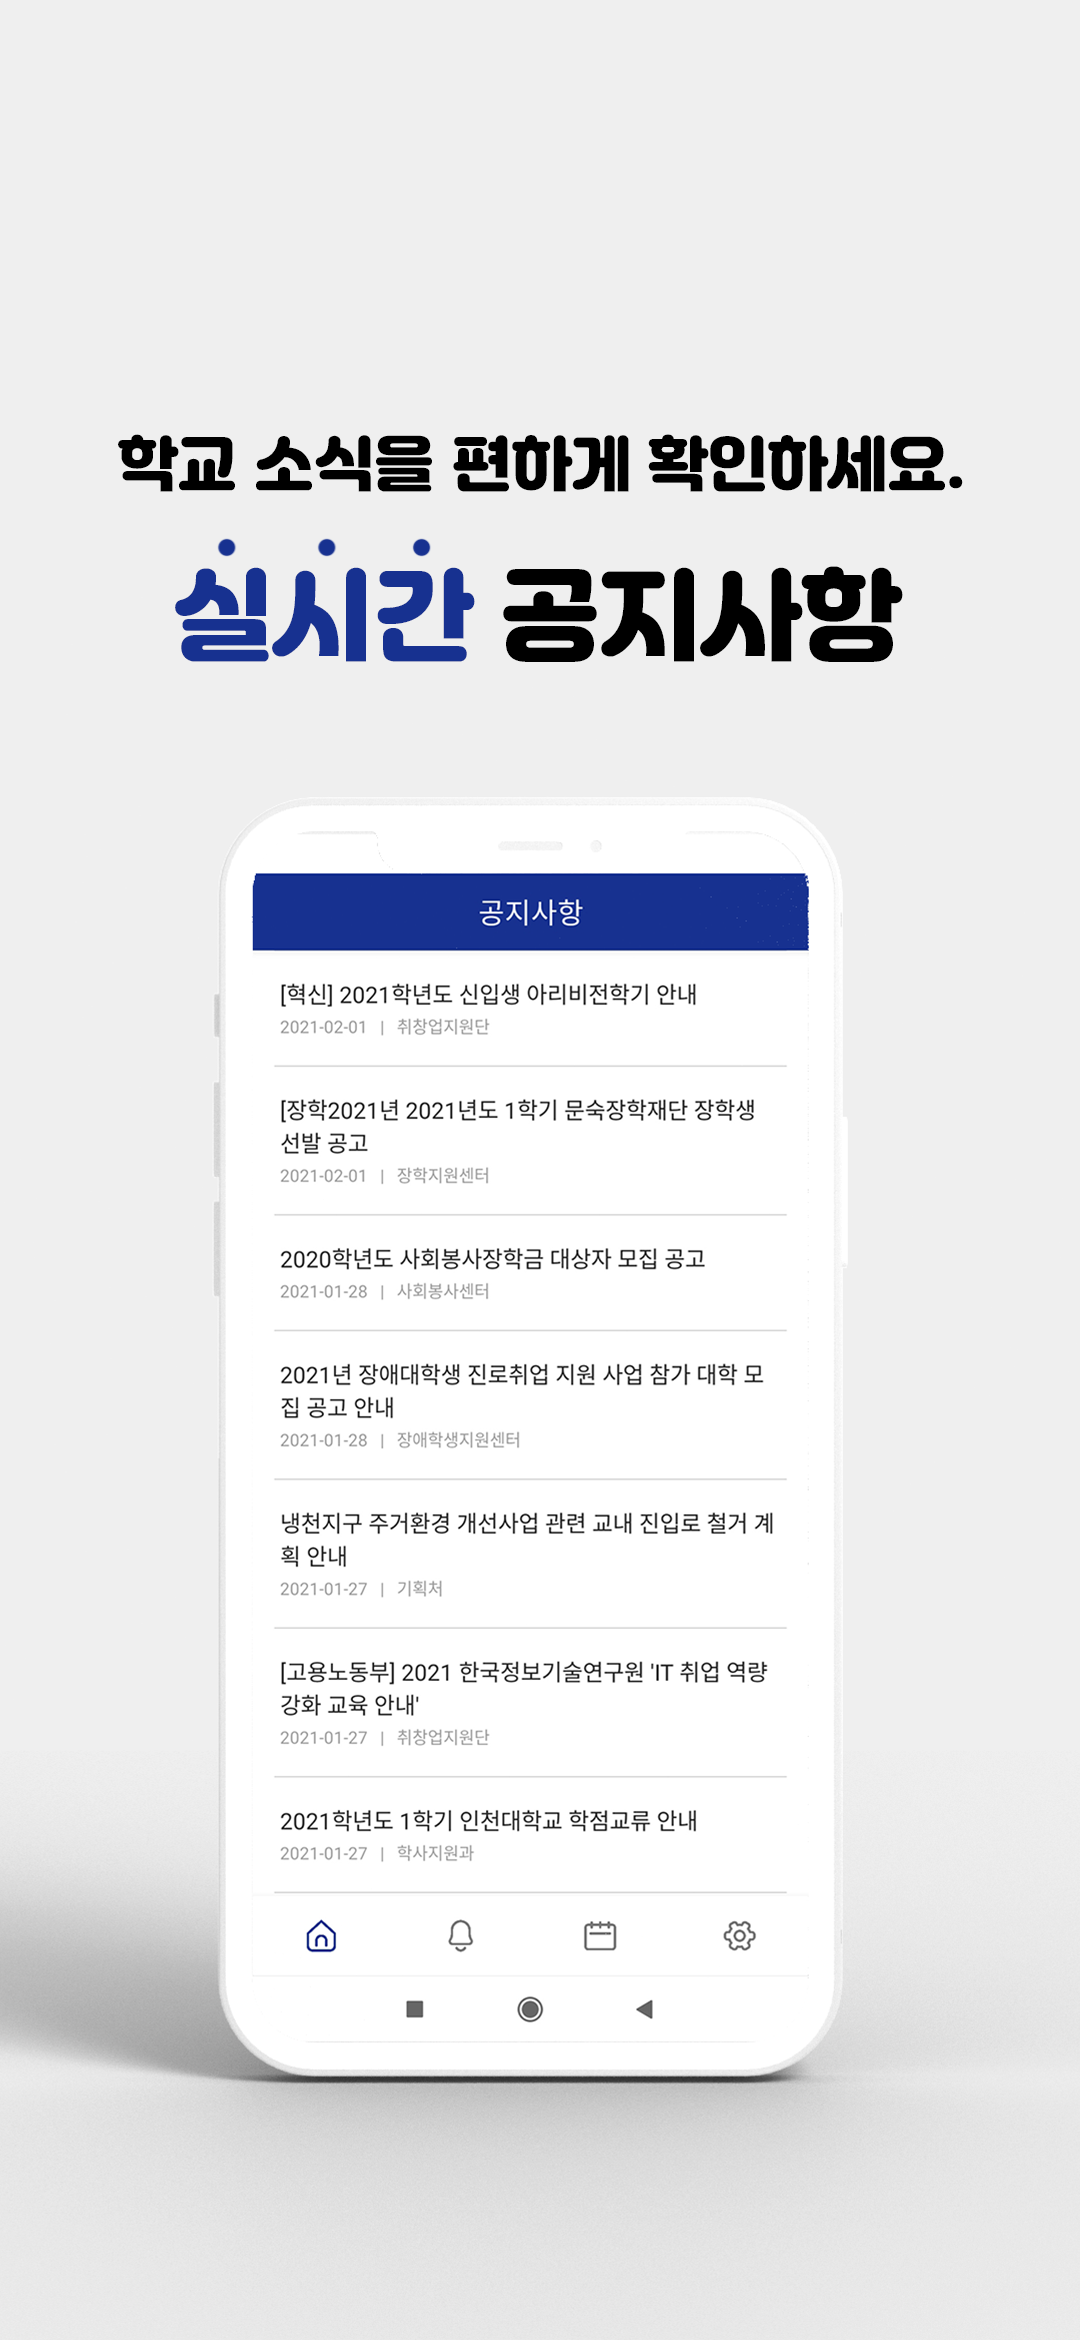 학교 소식을 편하게 확인하세요.
실시간 공지사항
공지사항
[혁신] 2021학년도 신입생 아리비전학기 안내
2021-02-01 | 취창업지원단
[장학2021년 2021년도 1학기 문숙장학재단 장학생
선발 공고
2021-02-01 | 장학지원센터
2020학년도 사회봉사장학금 대상자 모집 공고
2021-01-28 | 사회봉사센터
2021년 장애대학생 진로취업 지원 사업 참가 대학 모
집 공고 안내
2021-01-28 | 장애학생지원센터
냉천지구 주거환경 개선사업 관련 교내 진입로 철거 계
획 안내
2021-01-27 | 기획처
[고용노동부] 2021 한국정보기술연구원 'IT 취업 역량
강화 교육 안내'
2021-01-27 | 취창업지원단
2021학년도 1학기 인천대학교 학점교류 안내
2021-01-27 | 학사지원과